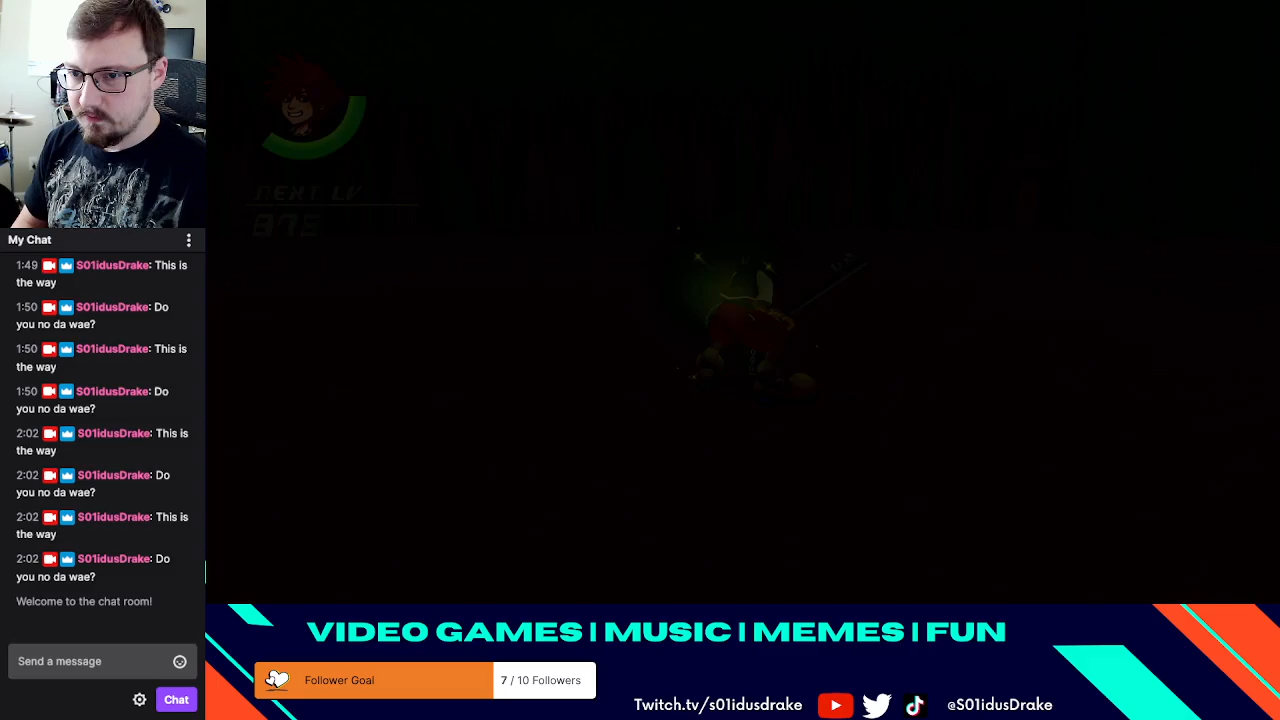 NEXT LV
975
My Chat
1:49 S01idusDrake: This is
the way
1:50 S01idusDrake: Do
you no da wae?
1:50 S01idusDrake: This is
the way
1:50 S01idusDrake: Do
you no da wae?
2:02 S01idusDrake: This is
the way
2:02 S01idusDrake: Do
you no da wae?
2:02 S01idusDrake: This is
the way
2:02 S01idusDrake: Do
you no da wae?
Welcome to the chat room!
Send a message
Chat
VIDEO GAMES | MUSIC | MEMES | FUN
Follower Goal
7 / 10 Followers
Twitch.tv/s01idusdrake
@S01idusDrake